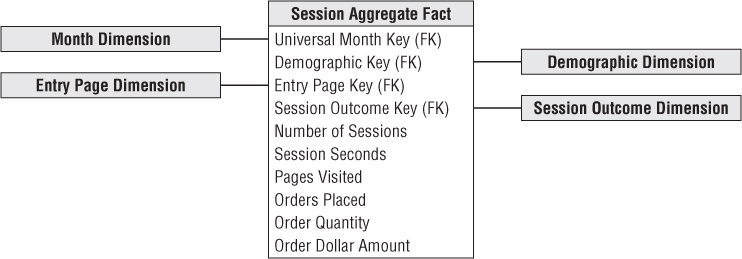 Session Aggregate Fact
Month Dimension
Universal Month Key (FK)
Demographic Key (FK)
Demographic Dimension
Entry Page Dimension
Entry Page Key (FK)
Session Outcome Key (FK)
Session Outcome Dimension
Number of Sessions
Session Seconds
Pages Visited
Orders Placed
Order Quantity
Order Dollar Amount